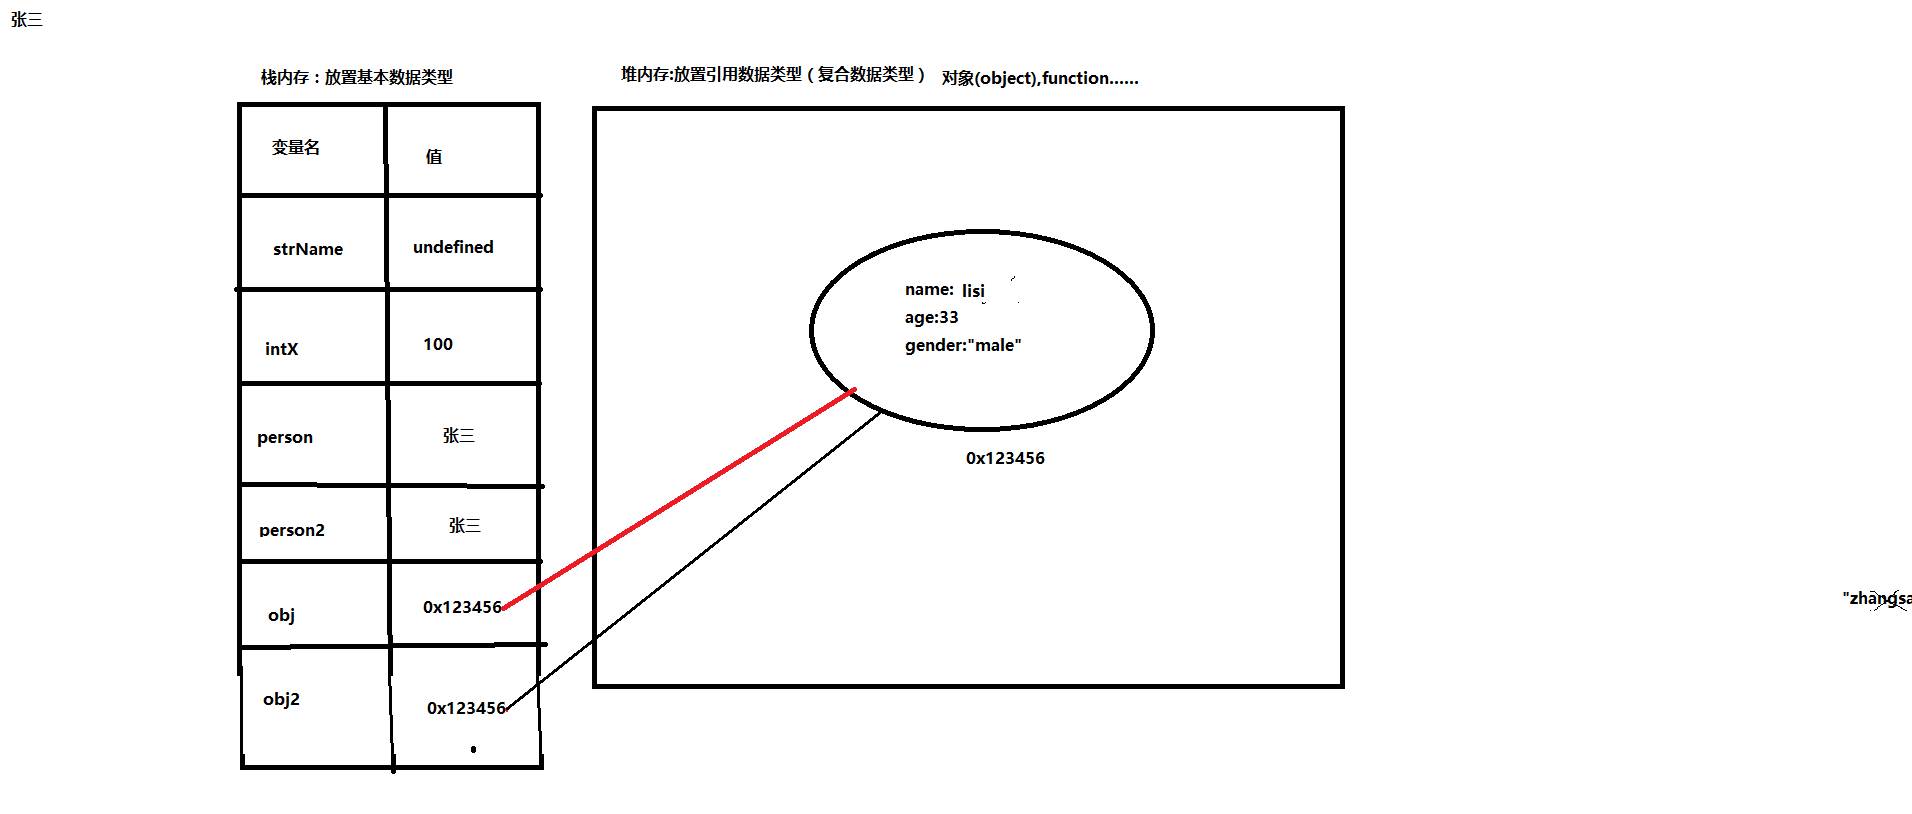 张三
栈内存：放置基本数据类型
堆内存:放置引用数据类型（复合数据类型） 对象(object),function......
变量名 值
strName undefined
intX 100
person 张三
person2 张三
obj 0x123456
obj2 0x123456
name: lisi
age:33
gender:"male"
0x123456
"zhangsa